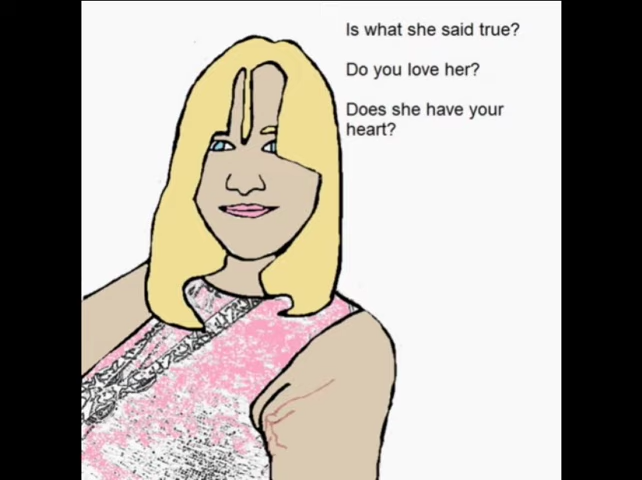 Is what she said true?
Do you love her?
Does she have your
heart?